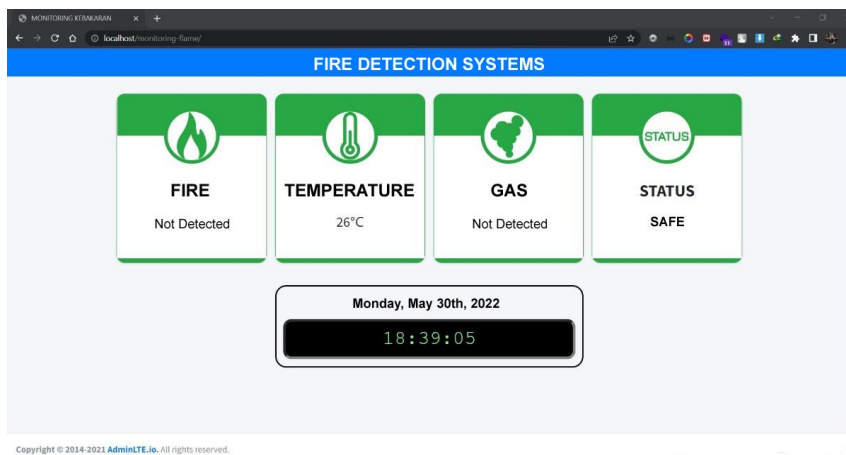 MONITORING KEBAKARAN
localhost/monitoring-flame/
FIRE DETECTION SYSTEMS
STATUS
FIRE
TEMPERATURE
GAS
STATUS
Not Detected
26°C
Not Detected
SAFE
Monday, May 30th, 2022
18:39:05
Copyright © 2014-2021 AdminLTE.io. All rights reserved.